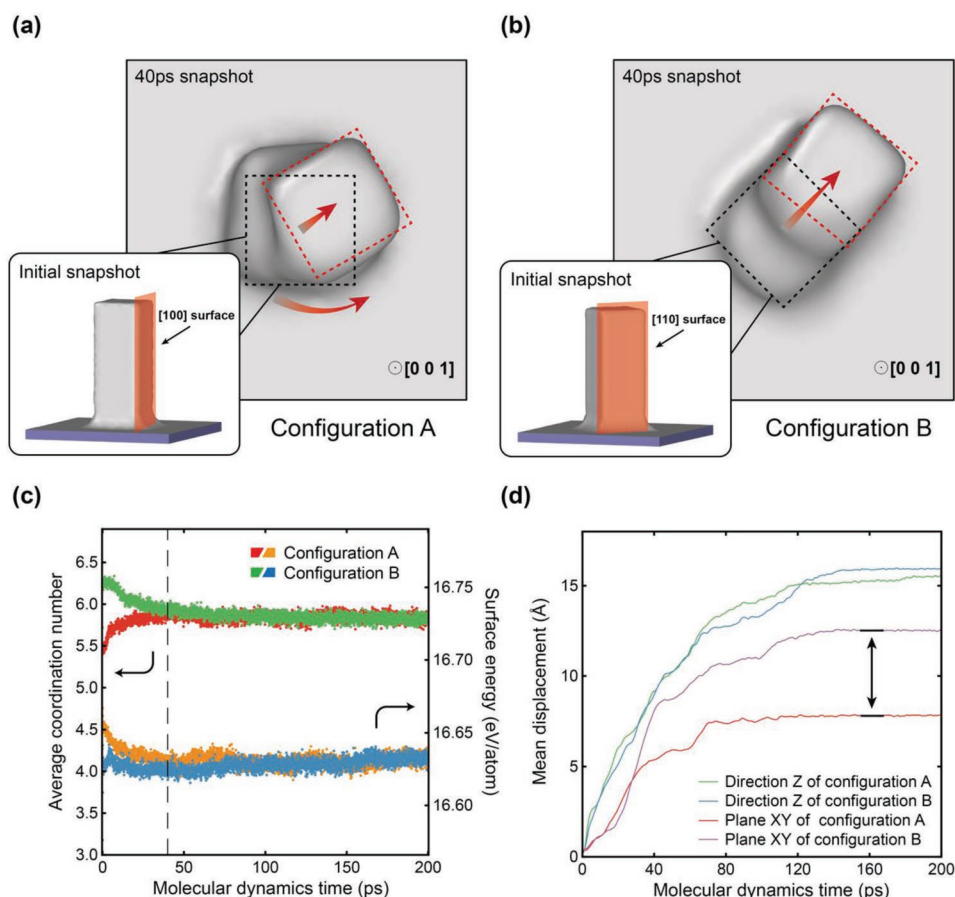 (a)
40ps snapshot
Initial snapshot
[100] surface
[0 0 1]
Configuration A
(b)
40ps snapshot
Initial snapshot
[110] surface
[0 0 1]
Configuration B
(c)
Average coordination number
6.5
6.0
5.5
5.0
4.5
4.0
3.5
3.0
Configuration A
Configuration B
16.75
16.70
16.65
16.60
Surface energy (eV/atom)
0
50
100
150
200
Molecular dynamics time (ps)
(d)
Mean displacement (Å)
15
10
5
0
Direction Z of configuration A
Direction Z of configuration B
Plane XY of configuration A
Plane XY of configuration B
0
40
80
120
160
200
Molecular dynamics time (ps)